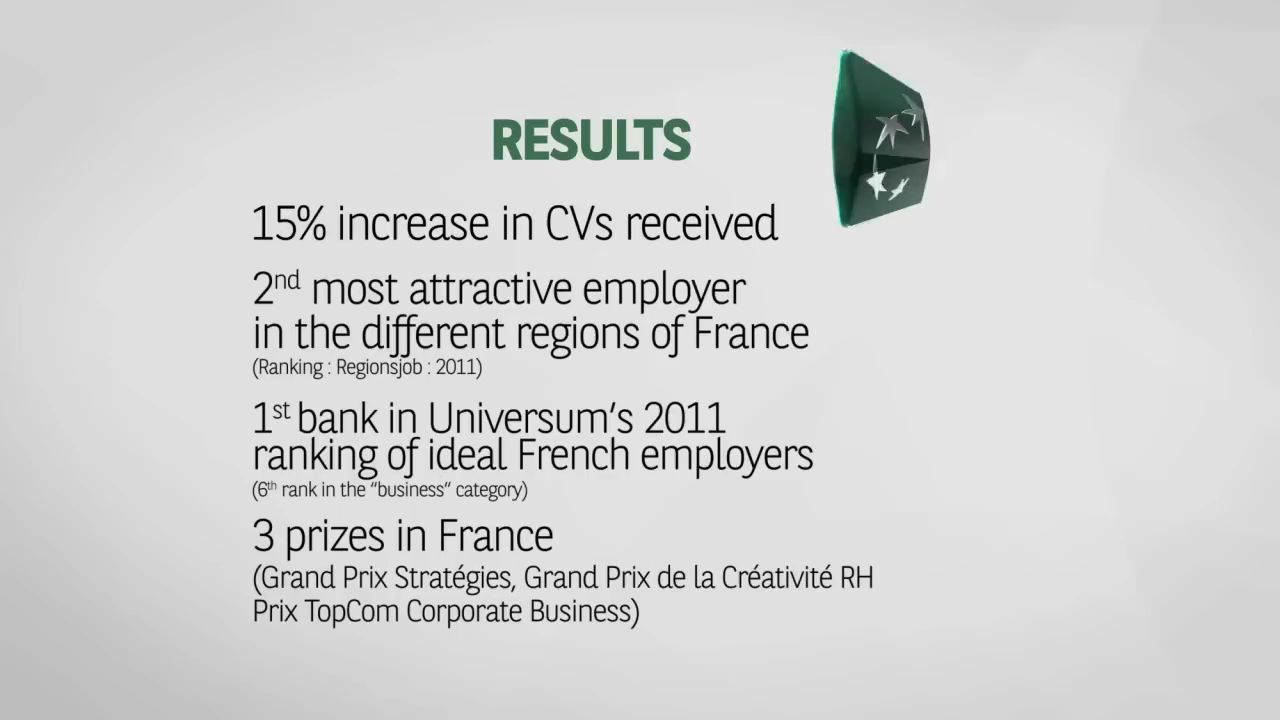 RESULTS
15% increase in CVs received
2nd most attractive employer
in the different regions of France
(Ranking : Regionsjob : 2011)
1st bank in Universum's 2011
ranking of ideal French employers
(6th rank in the "business" category)
3 prizes in France
(Grand Prix Stratégies, Grand Prix de la Créativité RH
Prix TopCom Corporate Business)